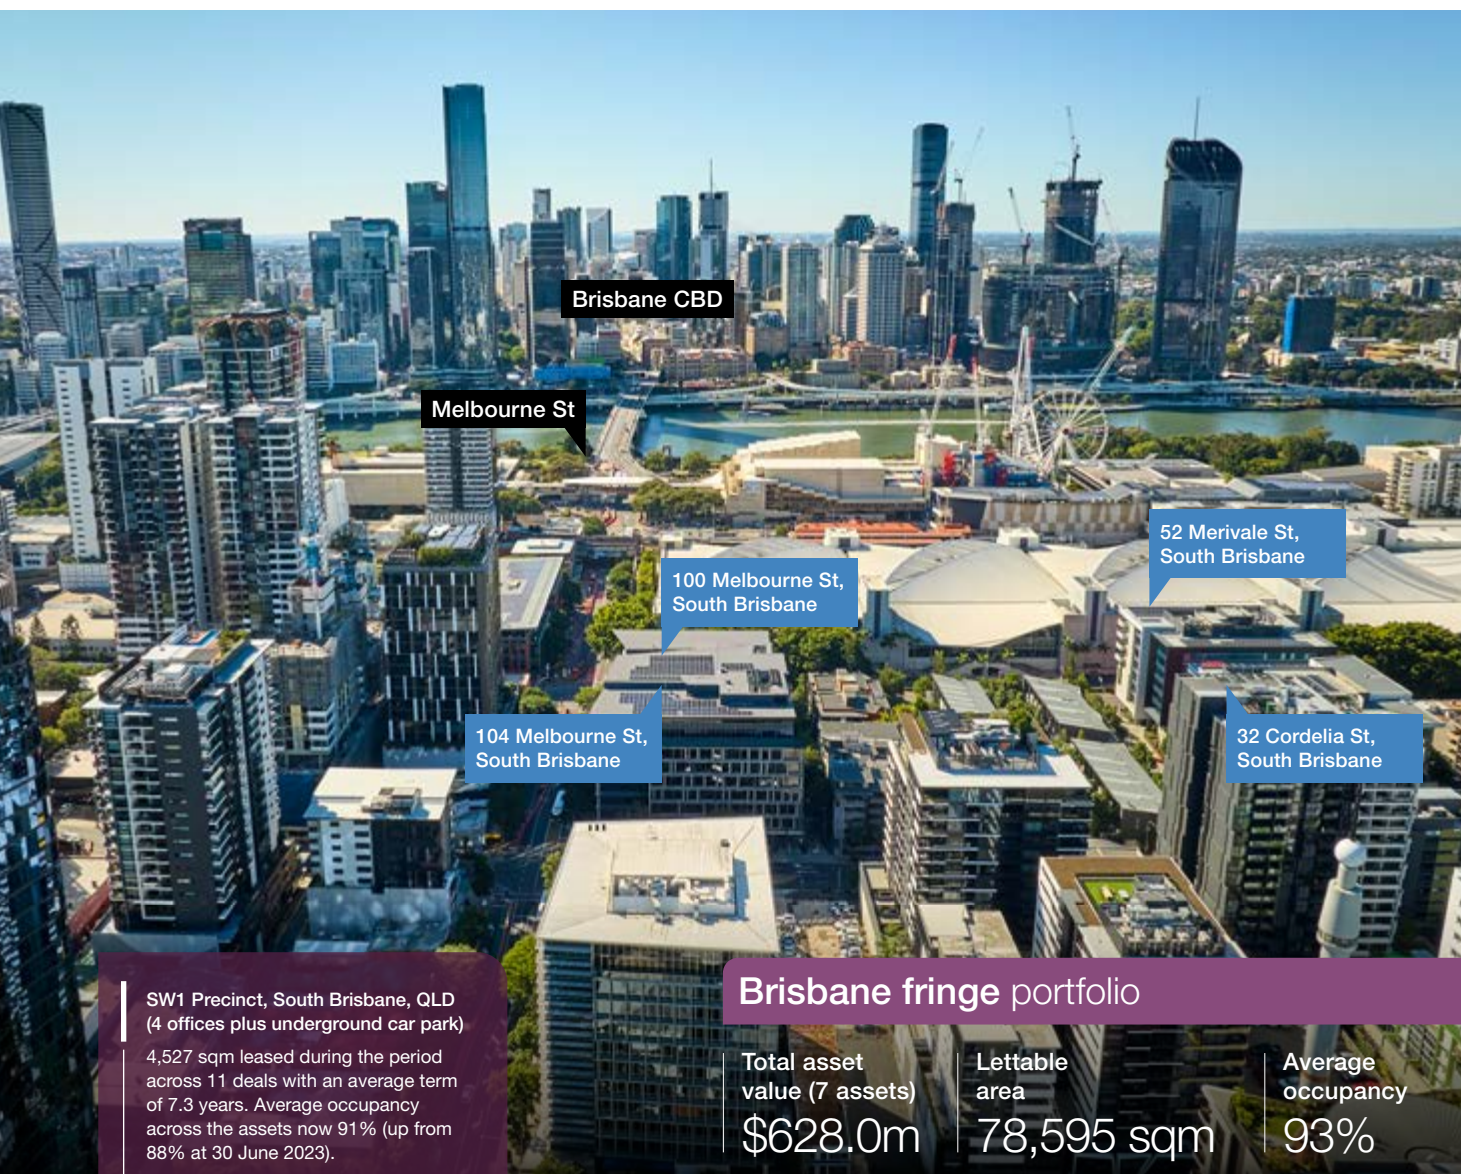 Brisbane CBD
Melbourne St
52 Merivale St,
South Brisbane
100 Melbourne St,
South Brisbane
104 Melbourne St,
South Brisbane
32 Cordelia St,
South Brisbane
SW1 Precinct, South Brisbane, QLD
(4 offices plus underground car park)
4,527 sqm leased during the period
across 11 deals with an average term
of 7.3 years. Average occupancy
across the assets now 91% (up from
88% at 30 June 2023).
Brisbane fringe portfolio
Total asset
value (7 assets)
$628.0m
Lettable
area
78,595 sqm
Average
occupancy
93%